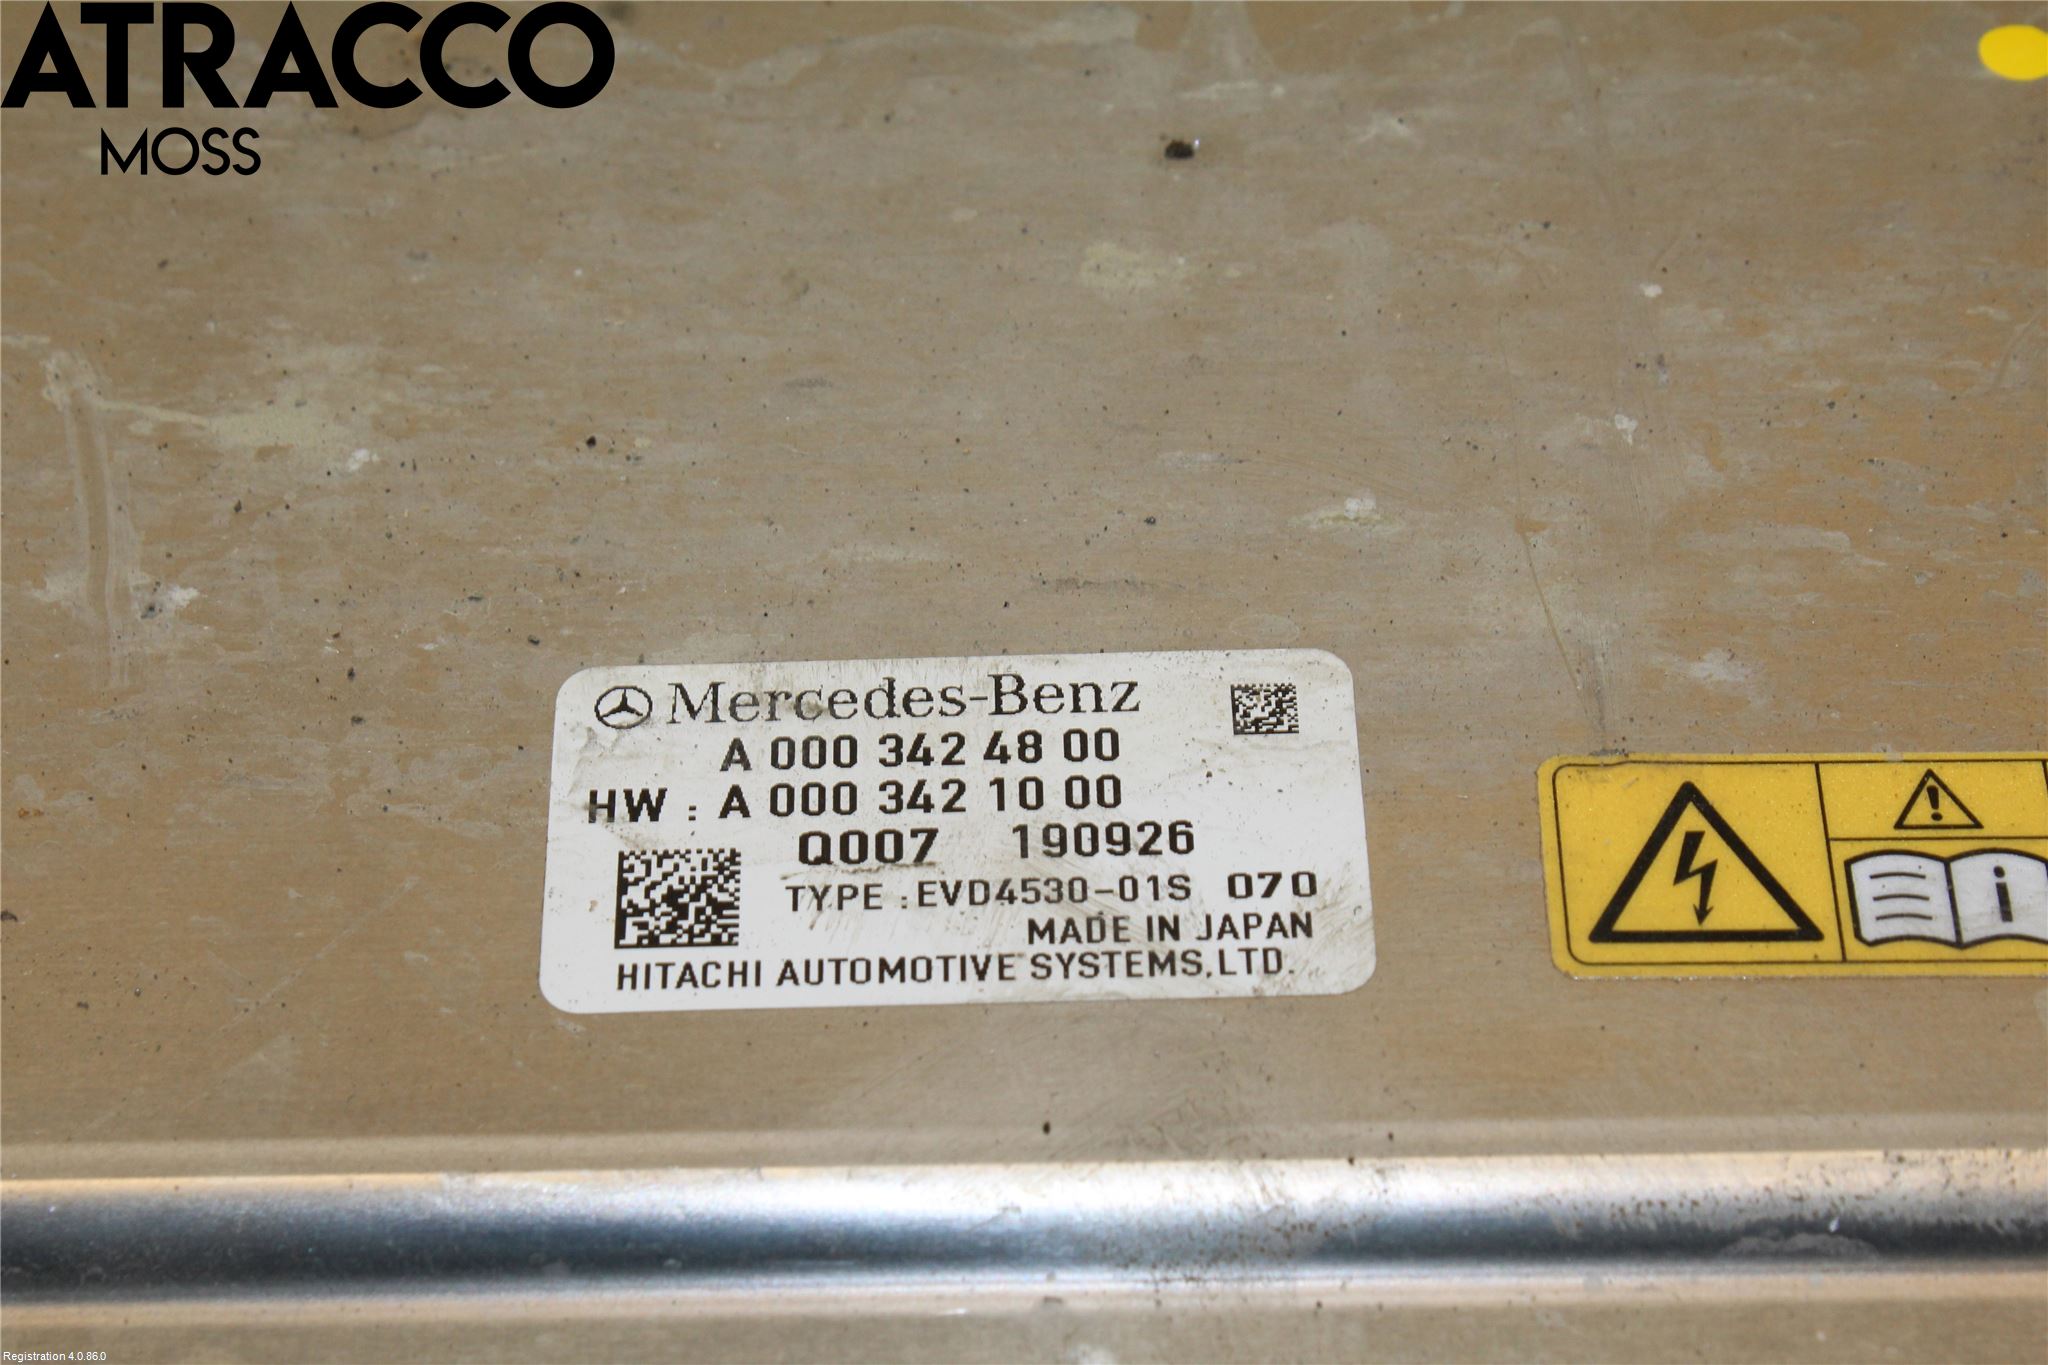 ATRACCO
MOSS
Mercedes-Benz
A 000 342 48 00
HW : A 000 342 10 00
Q007 190926
TYPE : EVD4530-01S 070
MADE IN JAPAN
HITACHI AUTOMOTIVE SYSTEMS,LTD.
Registration 4.0.86.0